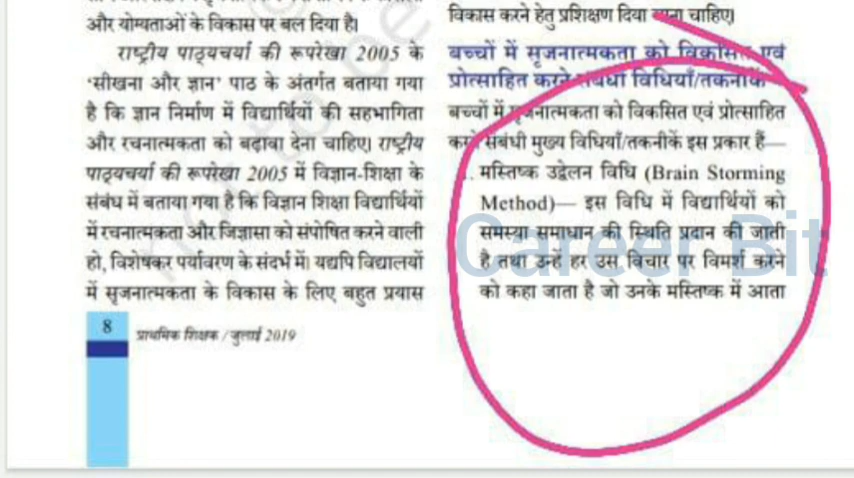 और योग्यताओं के विकास पर बल दिया है।
राष्ट्रीय पाठ्यचर्या की रूपरेखा 2005 के
'सीखना और ज्ञान' पाठ के अंतर्गत बताया गया
है कि ज्ञान निर्माण में विद्यार्थियों की सहभागिता
और रचनात्मकता को बढ़ावा देना चाहिए। राष्ट्रीय
पाठ्यचर्या की रूपरेखा 2005 में विज्ञान-शिक्षा के
संबंध में बताया गया है कि विज्ञान शिक्षा विद्यार्थियों
में रचनात्मकता और जिज्ञासा को संपोषित करने वाली
हो, विशेषकर पर्यावरण के संदर्भ में। यद्यपि विद्यालयों
में सृजनात्मकता के विकास के लिए बहुत प्रयास
8
प्राथमिक शिक्षक / जुलाई 2019
विकास करने हेतु प्रशिक्षण दिया जाना चाहिए।
बच्चों में सृजनात्मकता को विकसित एवं
प्रोत्साहित करने संबंधी विधियाँ/तकनीकें
बच्चों में सृजनात्मकता को विकसित एवं प्रोत्साहित
करने संबंधी मुख्य विधियाँ/तकनीकें इस प्रकार हैं—
मस्तिष्क उद्वेलन विधि (Brain Storming
Method)— इस विधि में विद्यार्थियों को
समस्या समाधान की स्थिति प्रदान की जाती
है तथा उन्हें हर उस विचार पर विमर्श करने
को कहा जाता है जो उनके मस्तिष्क में आता
Career Bit